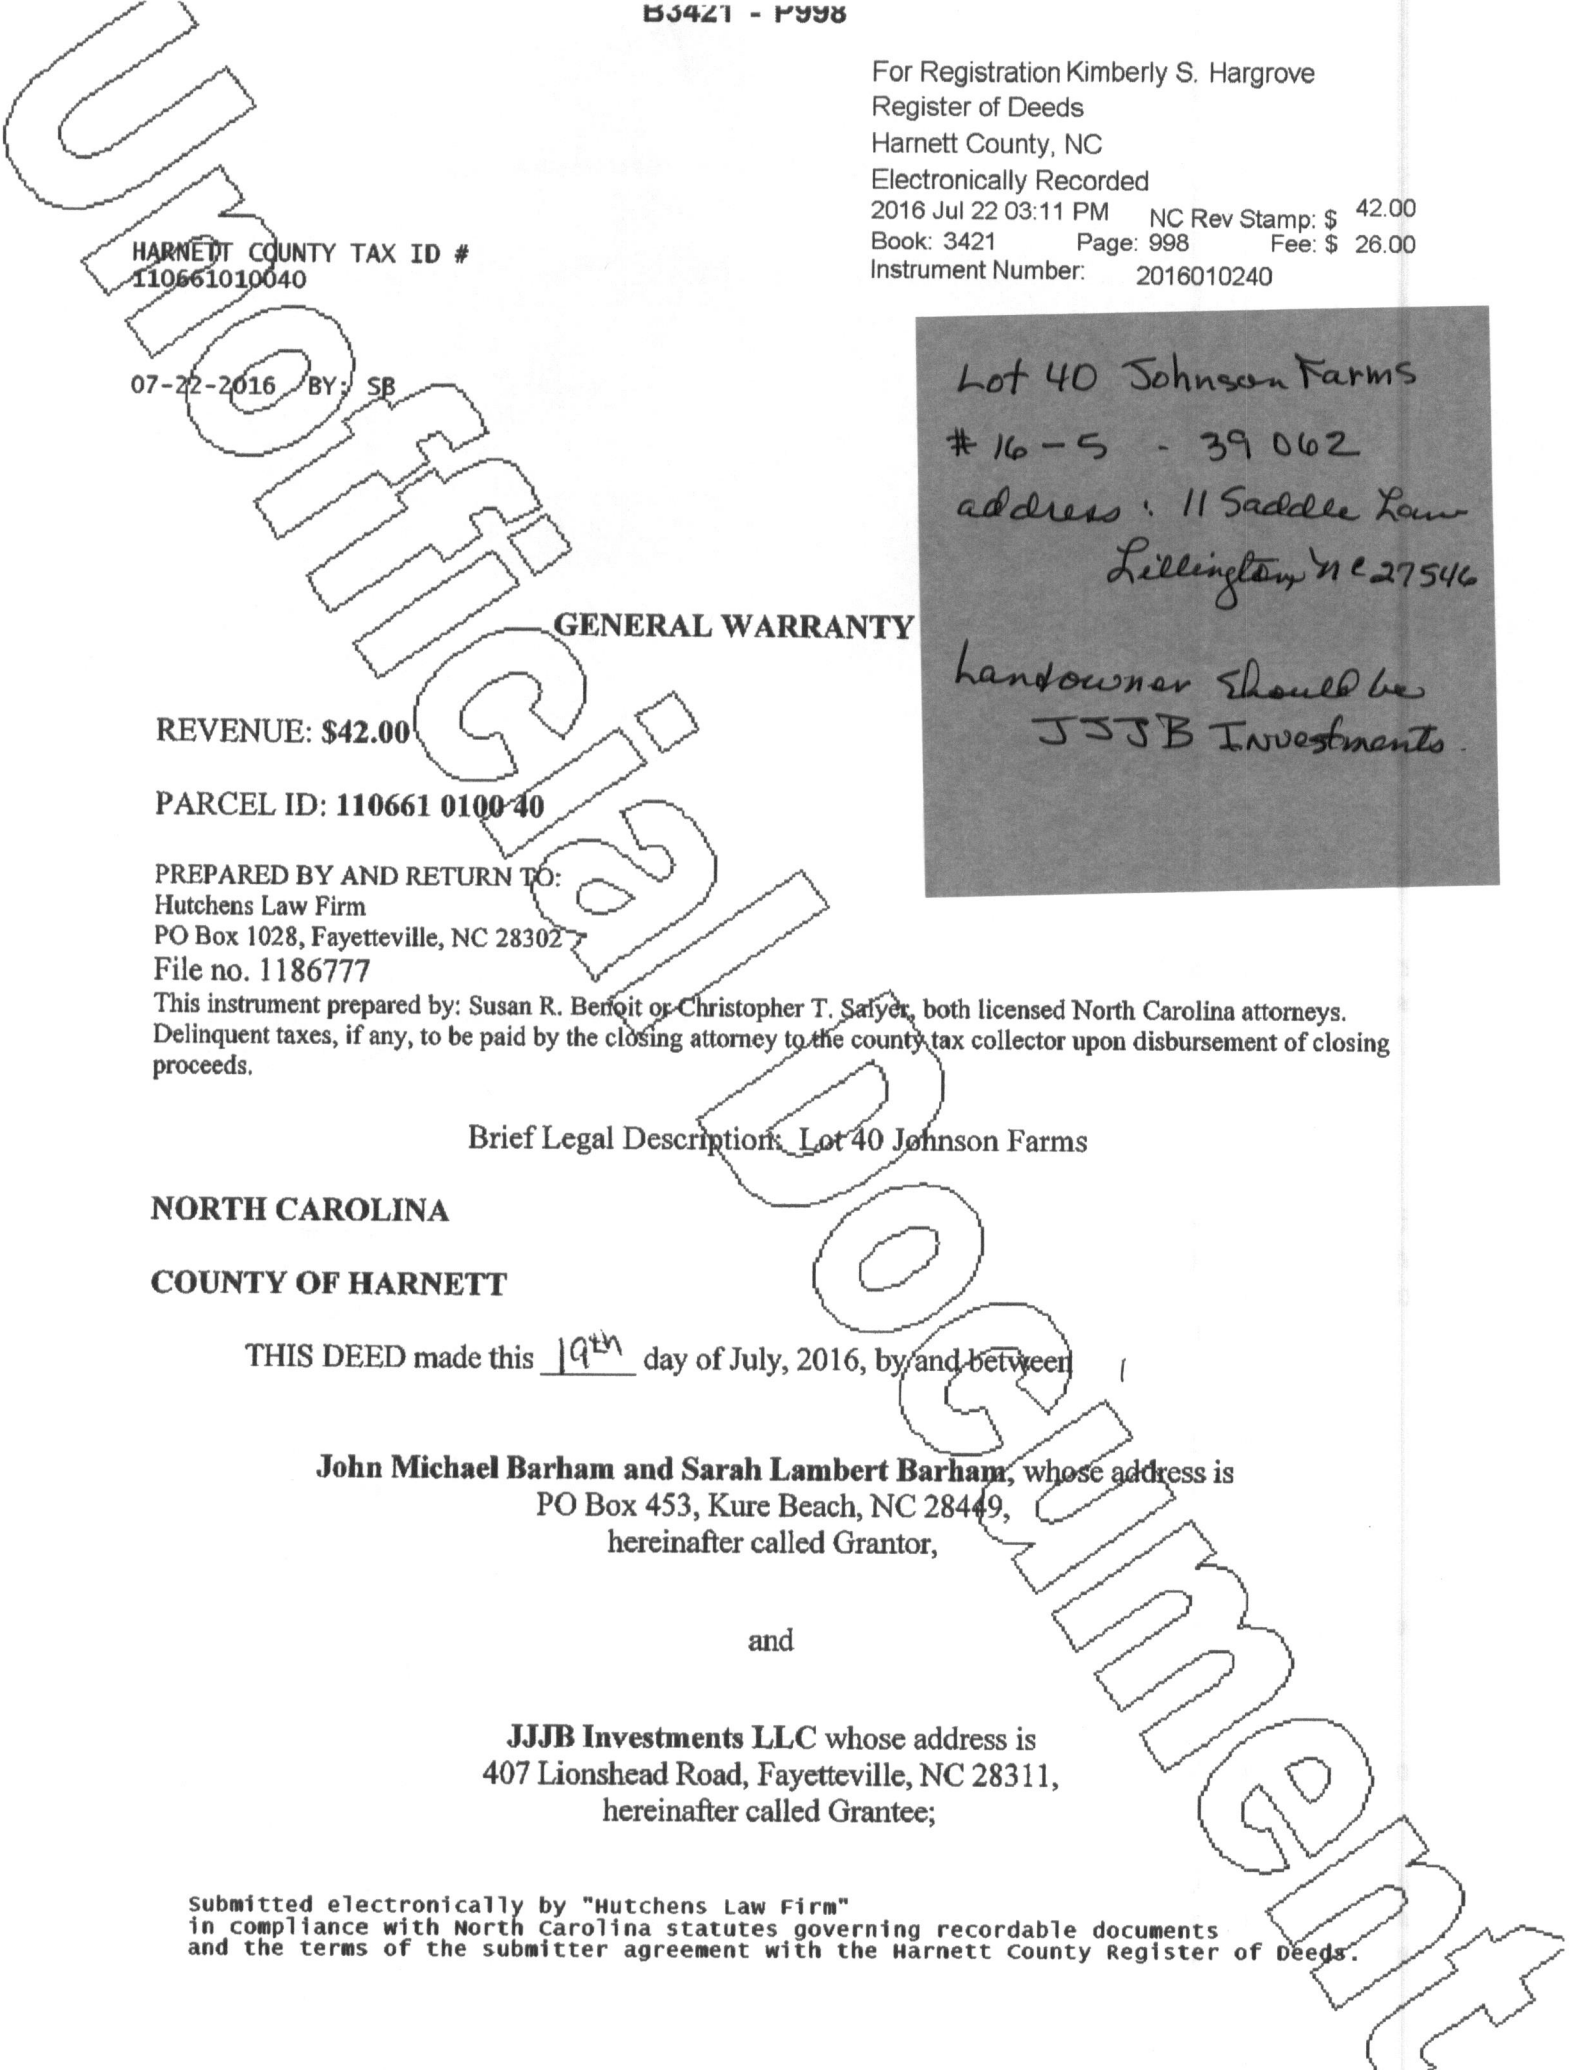 B3421 - P998
For Registration Kimberly S. Hargrove
Register of Deeds
Harnett County, NC
Electronically Recorded
2016 Jul 22 03:11 PM NC Rev Stamp: $ 42.00
Book: 3421 Page: 998 Fee: $ 26.00
Instrument Number: 2016010240
HARNETT COUNTY TAX ID #
110661010040
07-22-2016 BY: SB
Lot 40 Johnson Farms
# 16-5 - 39062
address: 11 Saddle Lane
Lillington, NC 27546
Landowner should be
JJJB Investments.
GENERAL WARRANTY
REVENUE: $42.00
PARCEL ID: 110661 0100 40
PREPARED BY AND RETURN TO:
Hutchens Law Firm
PO Box 1028, Fayetteville, NC 28302
File no. 1186777
This instrument prepared by: Susan R. Benoit or Christopher T. Salyer, both licensed North Carolina attorneys.
Delinquent taxes, if any, to be paid by the closing attorney to the county tax collector upon disbursement of closing
proceeds.
Brief Legal Description: Lot 40 Johnson Farms
NORTH CAROLINA
COUNTY OF HARNETT
THIS DEED made this 19th day of July, 2016, by and between
John Michael Barham and Sarah Lambert Barham, whose address is
PO Box 453, Kure Beach, NC 28449,
hereinafter called Grantor,
and
JJJB Investments LLC whose address is
407 Lionshead Road, Fayetteville, NC 28311,
hereinafter called Grantee;
Submitted electronically by "Hutchens Law Firm"
in compliance with North Carolina statutes governing recordable documents
and the terms of the submitter agreement with the Harnett County Register of Deeds.
Unofficial Document